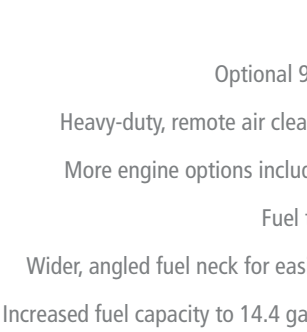 Optional 9
Heavy-duty, remote air clea
More engine options includ
Fuel
Wider, angled fuel neck for eas
Increased fuel capacity to 14.4 ga